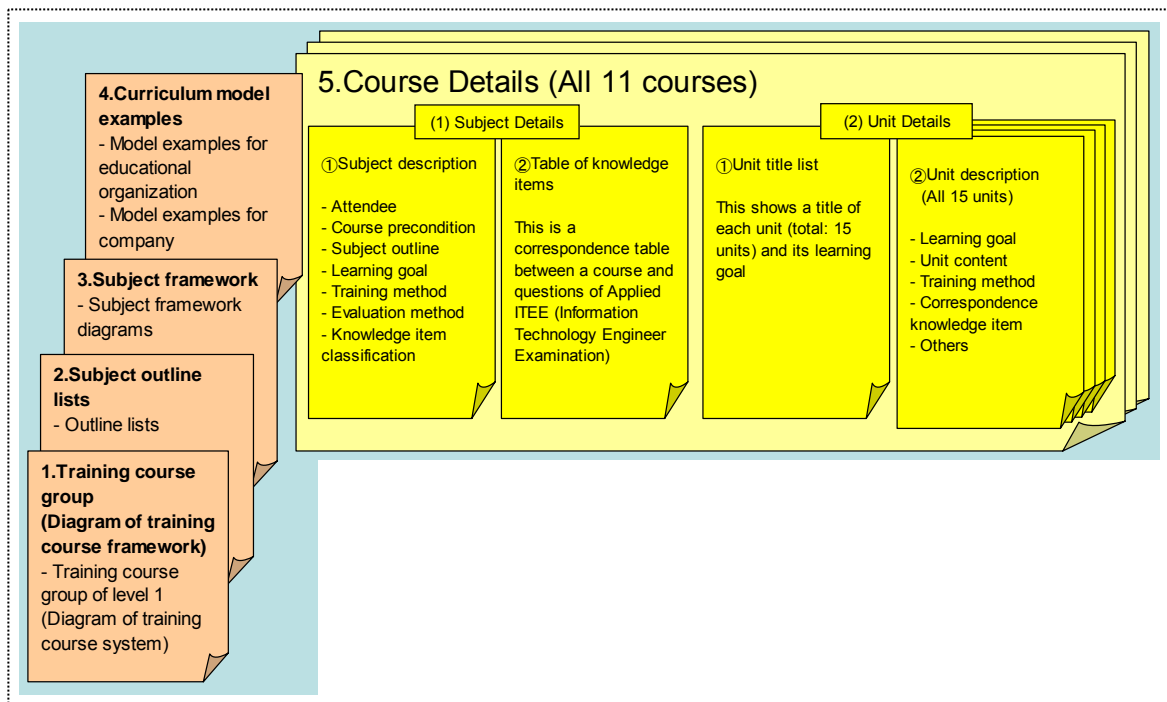 4.Curriculum model
examples
- Model examples for
educational
organization
- Model examples for
company
3.Subject framework
- Subject framework
diagrams
2.Subject outline
lists
- Outline lists
1.Training course
group
(Diagram of training
course framework)
- Training course
group of level 1
(Diagram of training
course system)
5.Course Details (All 11 courses)
(1) Subject Details
①Subject description
- Attendee
- Course precondition
- Subject outline
- Learning goal
- Training method
- Evaluation method
- Knowledge item
classification
②Table of knowledge
items
This is a
correspondence table
between a course and
questions of Applied
ITEE (Information
Technology Engineer
Examination)
(2) Unit Details
①Unit title list
This shows a title of
each unit (total: 15
units) and its learning
goal
②Unit description
(All 15 units)
- Learning goal
- Unit content
- Training method
- Correspondence
knowledge item
- Others